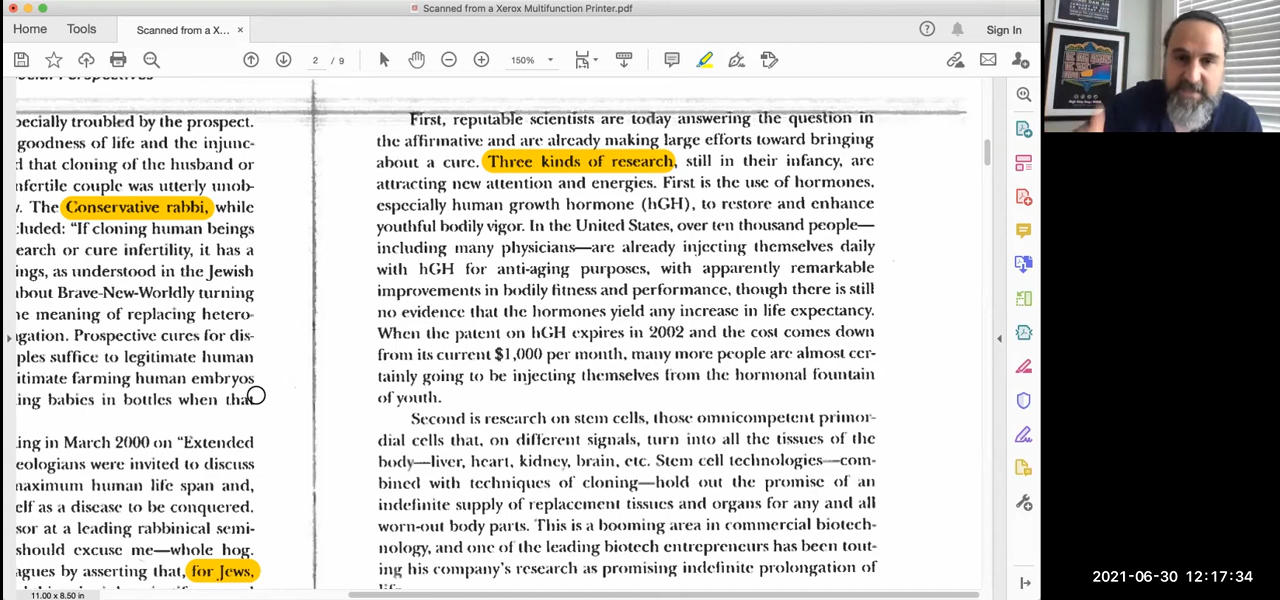 Scanned from a Xerox Multifunction Printer.pdf
Home
Tools
Scanned from a X...
×
Sign In
2 / 9
150%
Perspectives
pecially troubled by the prospect.
goodness of life and the injunc-
d that cloning of the husband or
nfertile couple was utterly unob-
. The Conservative rabbi, while
cluded: “If cloning human beings
earch or cure infertility, it has a
ings, as understood in the Jewish
about Brave-New-Worldly turning
ne meaning of replacing hetero-
gation. Prospective cures for dis-
ples suffice to legitimate human
itimate farming human embryos
ing babies in bottles when that
ing in March 2000 on “Extended
eologians were invited to discuss
maximum human life span and,
elf as a disease to be conquered.
sor at a leading rabbinical semi-
should excuse me—whole hog.
agues by asserting that, for Jews,
First, reputable scientists are today answering the question in
the affirmative and are already making large efforts toward bringing
about a cure. Three kinds of research, still in their infancy, are
attracting new attention and energies. First is the use of hormones,
especially human growth hormone (hGH), to restore and enhance
youthful bodily vigor. In the United States, over ten thousand people—
including many physicians—are already injecting themselves daily
with hGH for anti-aging purposes, with apparently remarkable
improvements in bodily fitness and performance, though there is still
no evidence that the hormones yield any increase in life expectancy.
When the patent on hGH expires in 2002 and the cost comes down
from its current $1,000 per month, many more people are almost cer-
tainly going to be injecting themselves from the hormonal fountain
of youth.
Second is research on stem cells, those omnicompetent primor-
dial cells that, on different signals, turn into all the tissues of the
body—liver, heart, kidney, brain, etc. Stem cell technologies—com-
bined with techniques of cloning—hold out the promise of an
indefinite supply of replacement tissues and organs for any and all
worn-out body parts. This is a booming area in commercial biotech-
nology, and one of the leading biotech entrepreneurs has been tout-
ing his company's research as promising indefinite prolongation of
11.00 x 8.50 in
2021-06-30 12:17:34